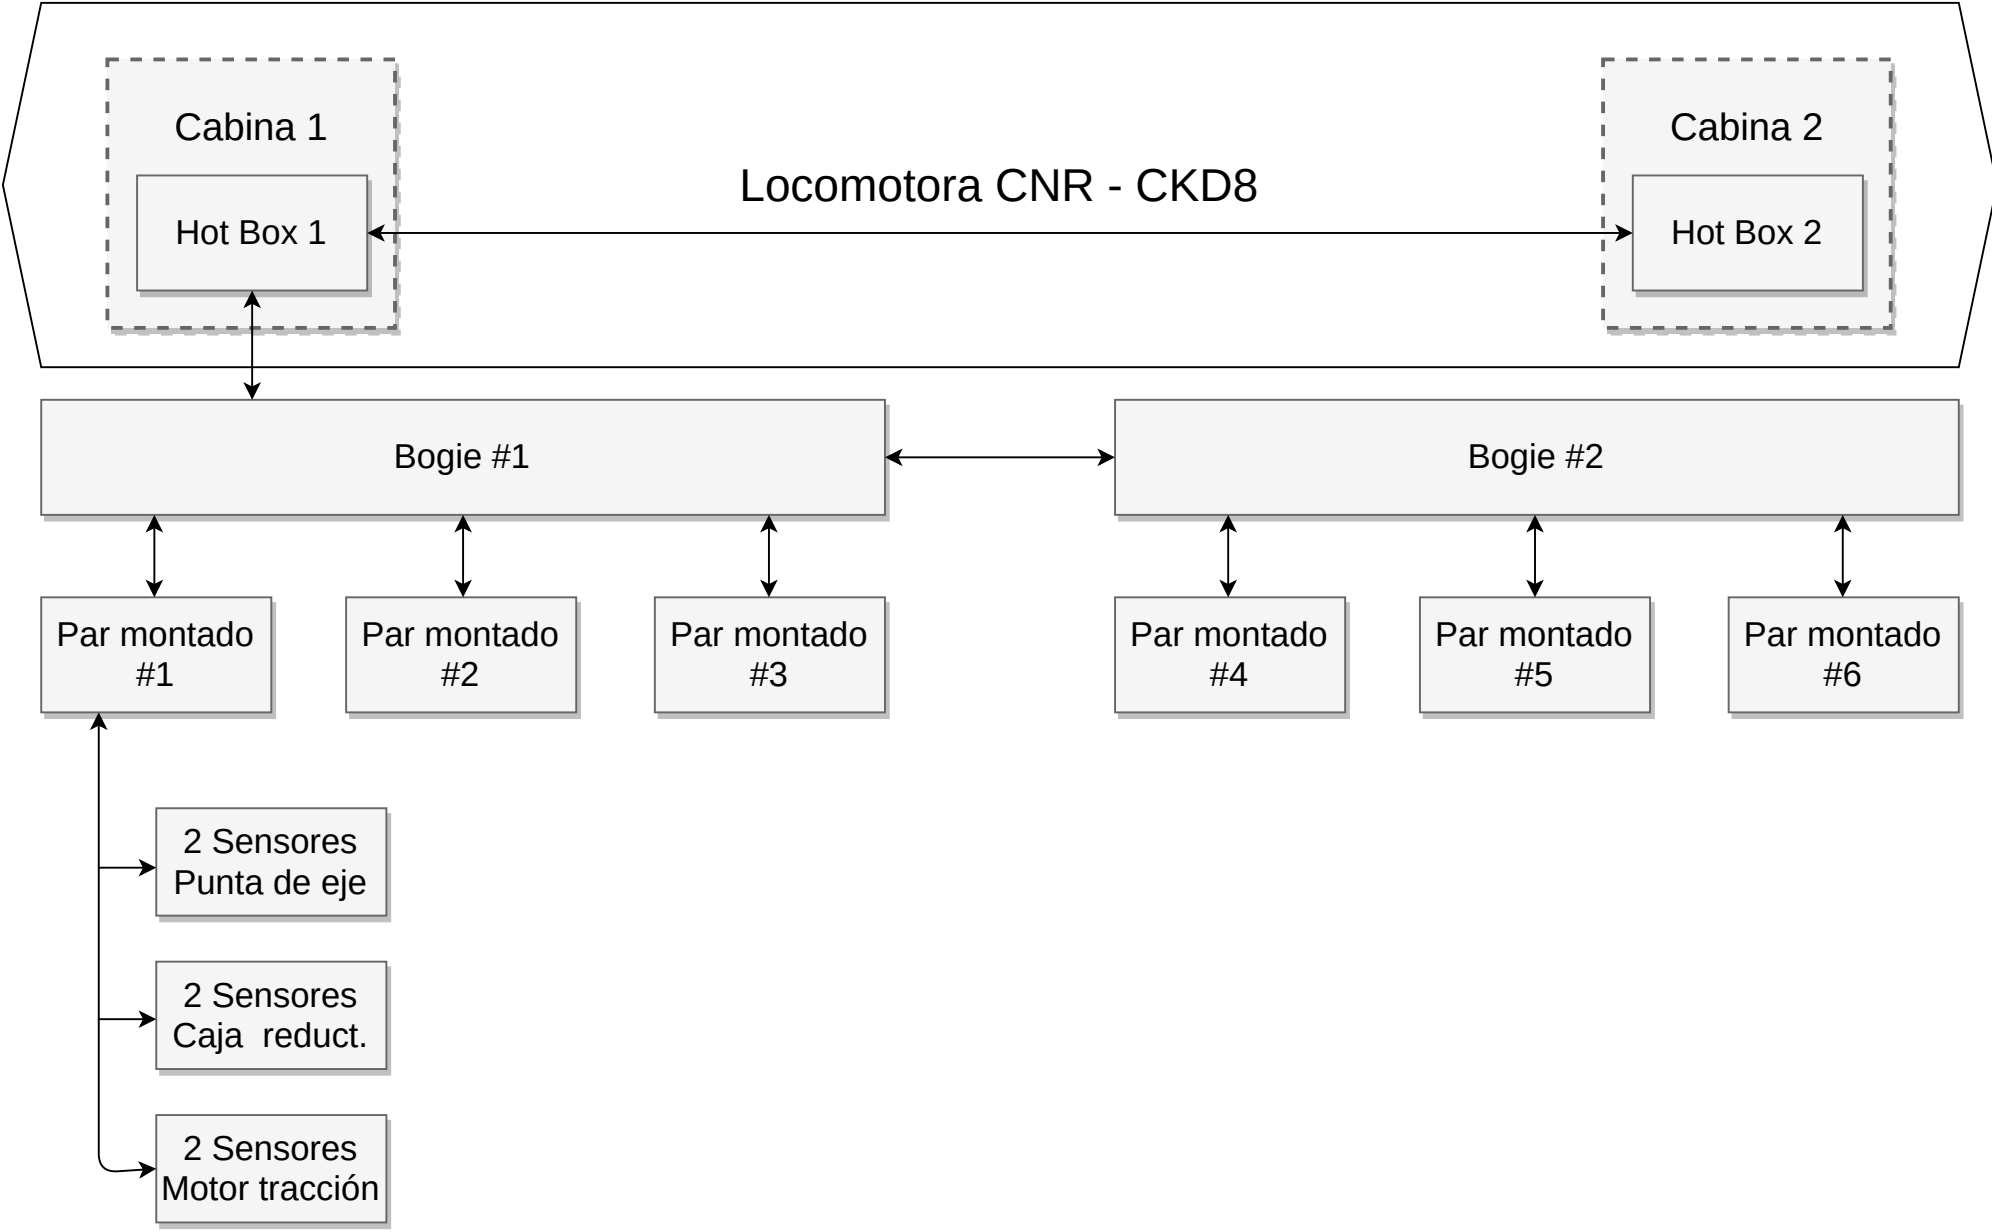 Cabina 1
Cabina 2
Locomotora CNR - CKD8
Hot Box 1
Hot Box 2
Bogie #1
Bogie #2
Par montado
#1
Par montado
#2
Par montado
#3
Par montado
#4
Par montado
#5
Par montado
#6
2 Sensores
Punta de eje
2 Sensores
Caja  reduct.
2 Sensores
Motor tracción